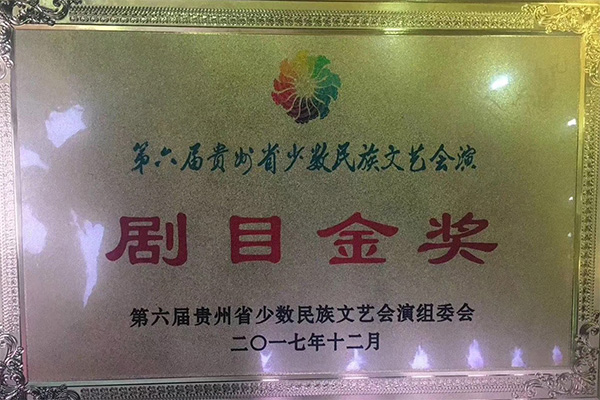 第六届贵州省少数民族文艺会演
剧目金奖
第六届贵州省少数民族文艺会演组委会
二〇一七年十二月